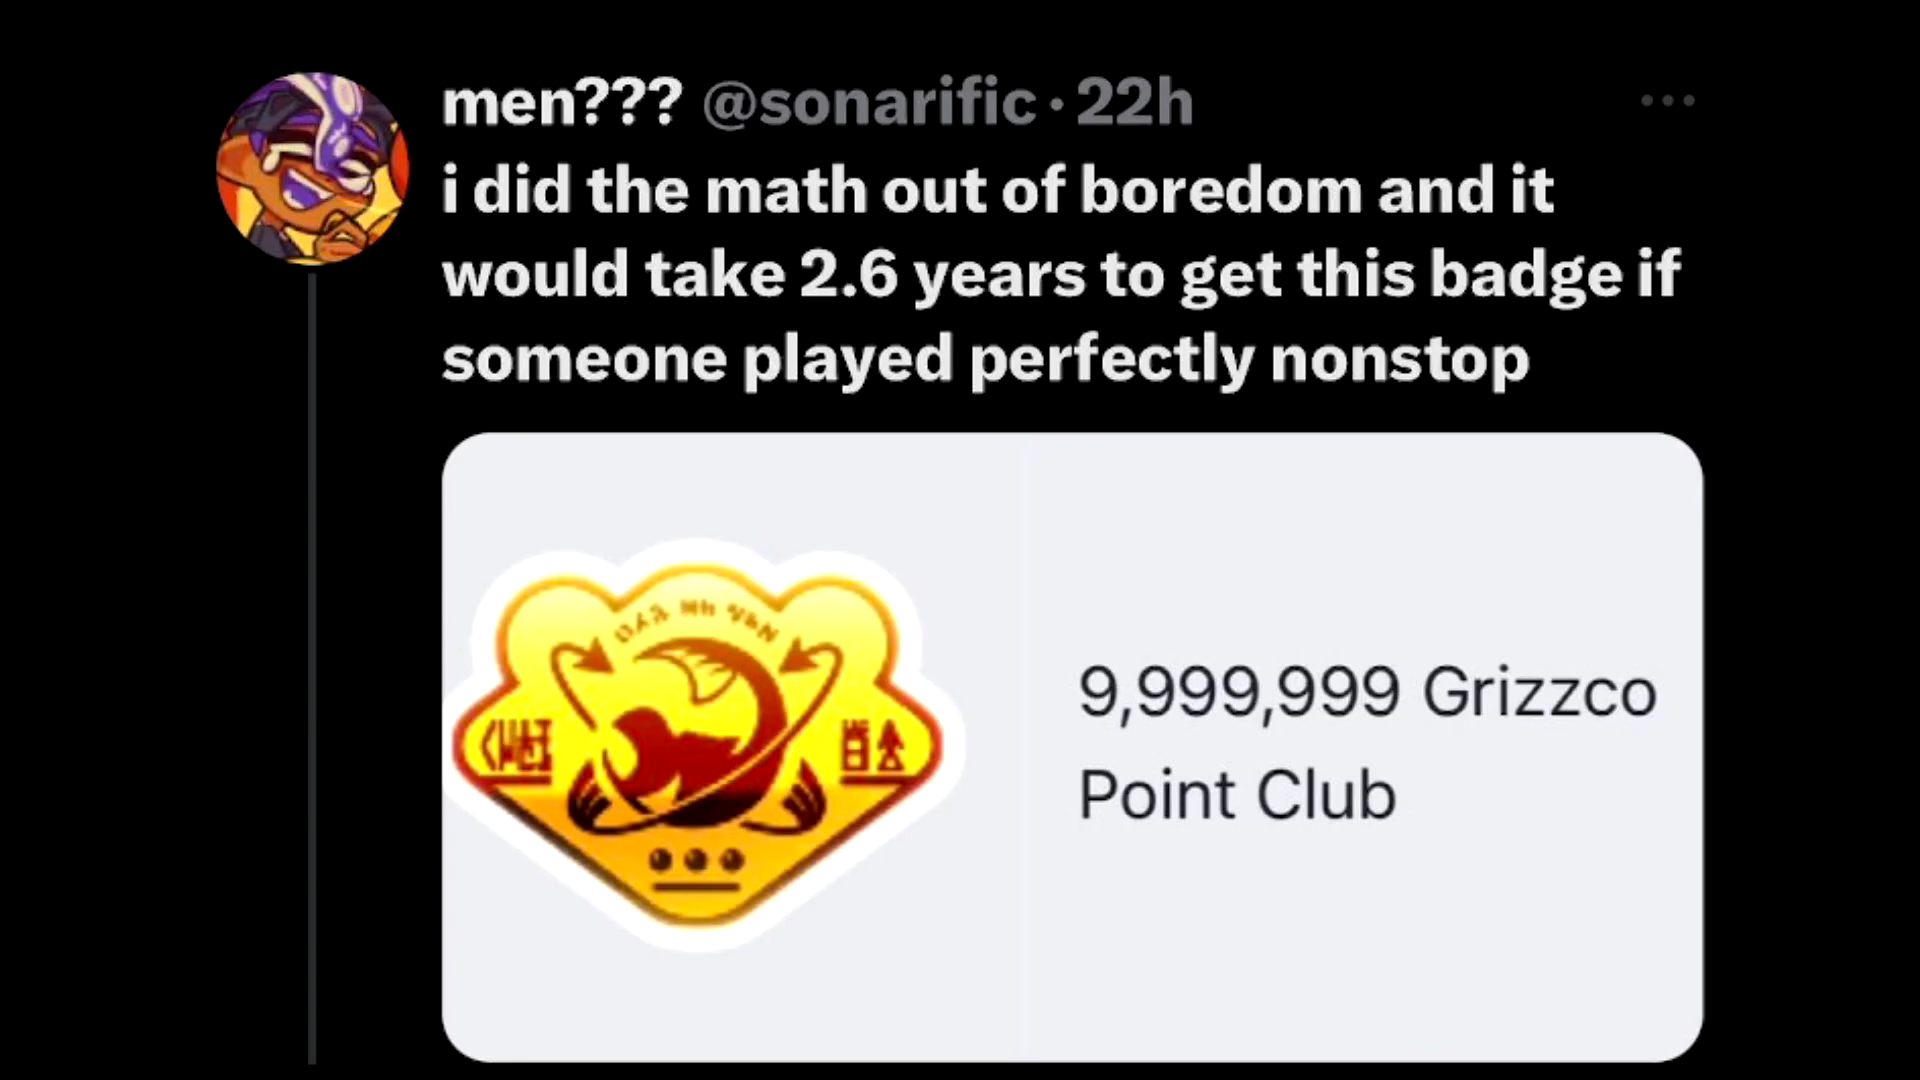 men??? @sonarific · 22h
i did the math out of boredom and it
would take 2.6 years to get this badge if
someone played perfectly nonstop
9,999,999 Grizzco
Point Club